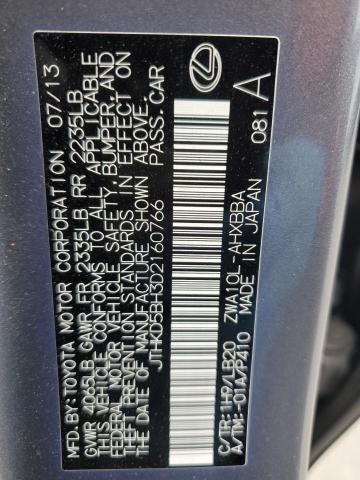 MFD. BY: TOYOTA MOTOR CORPORATION 07/13
GVWR 4065LB GAWR FR 2335LB RR 2235LB
THIS VEHICLE CONFORMS TO ALL APPLICABLE
FEDERAL MOTOR VEHICLE SAFETY, BUMPER, AND
THEFT PREVENTION STANDARDS IN EFFECT ON
THE DATE OF MANUFACTURE SHOWN ABOVE.
JTHKD5BH302160766 PASS.CAR
C/TR: 1H9/LB20 ZWA10L-AHXBBA
A/TM: -01A/P410 MADE IN JAPAN 081 A